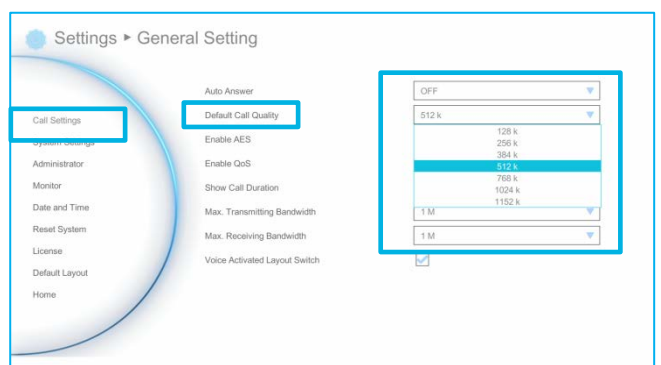 Settings ▸ General Setting
Call Settings
System Settings
Administrator
Monitor
Date and Time
Reset System
License
Default Layout
Home
Auto Answer
OFF
Default Call Quality
512 k
128 k
256 k
384 k
512 k
768 k
1024 k
1152 k
Enable AES
Enable QoS
Show Call Duration
Max. Transmitting Bandwidth
1 M
Max. Receiving Bandwidth
1 M
Voice Activated Layout Switch